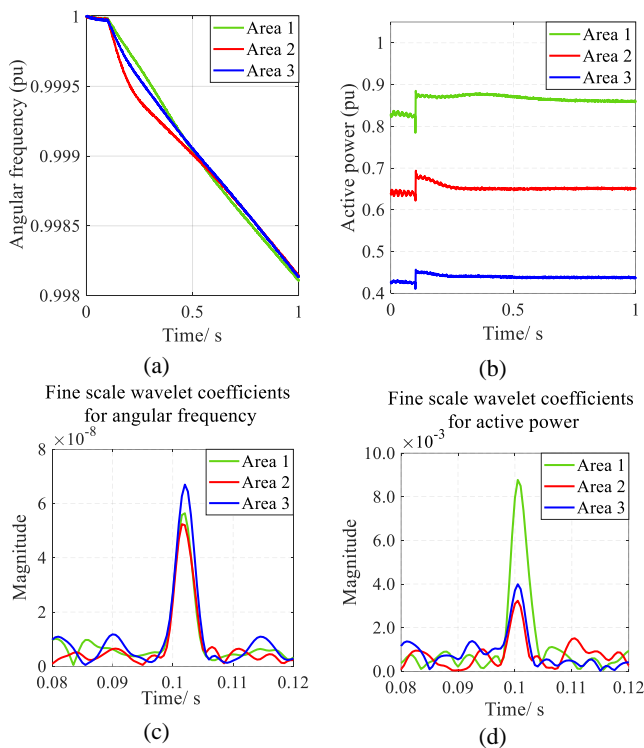 1
0.9995
0.999
0.9985
0.998
Angular frequency (pu)
Area 1
Area 2
Area 3
0
0.5
1
Time/ s
(a)
1
0.9
0.8
0.7
0.6
0.5
0.4
Active power (pu)
Area 1
Area 2
Area 3
0
0.5
1
Time/ s
(b)
Fine scale wavelet coefficients
for angular frequency
×10⁻⁸
8
6
4
2
0
Magnitude
Area 1
Area 2
Area 3
0.08
0.09
0.1
0.11
0.12
Time/ s
(c)
Fine scale wavelet coefficients
for active power
×10⁻³
10.0
8.0
6.0
4.0
2.0
0.0
Magnitude
Area 1
Area 2
Area 3
0.08
0.09
0.1
0.11
0.12
Time/ s
(d)